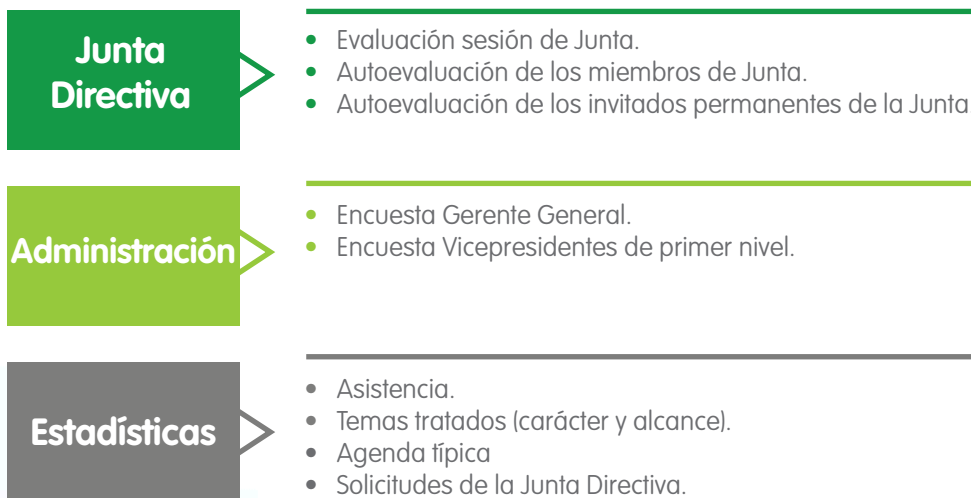 Junta
Directiva
• Evaluación sesión de Junta.
• Autoevaluación de los miembros de Junta.
• Autoevaluación de los invitados permanentes de la Junta
Administración
• Encuesta Gerente General.
• Encuesta Vicepresidentes de primer nivel.
Estadísticas
• Asistencia.
• Temas tratados (carácter y alcance).
• Agenda típica
• Solicitudes de la Junta Directiva.